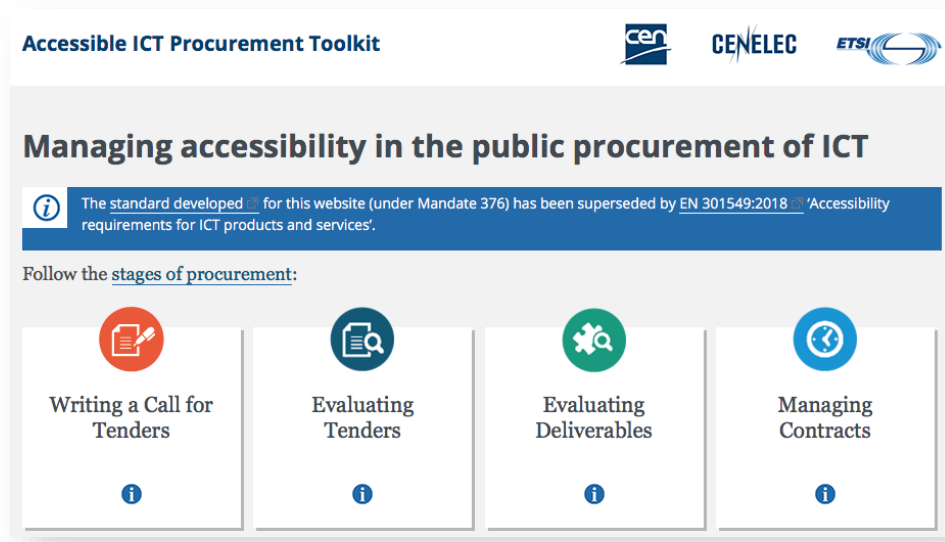 Accessible ICT Procurement Toolkit
cen
CENELEC
ETSI
Managing accessibility in the public procurement of ICT
The standard developed for this website (under Mandate 376) has been superseded by EN 301549:2018 'Accessibility
requirements for ICT products and services'.
Follow the stages of procurement:
Writing a Call for
Tenders
Evaluating
Tenders
Evaluating
Deliverables
Managing
Contracts